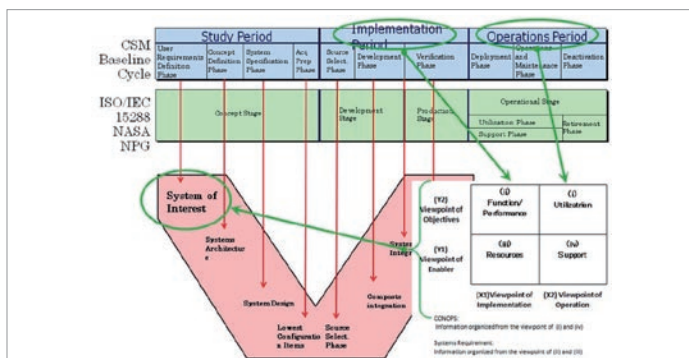 CSM
Baseline
Cycle
Study Period
Implementation
Period
Operations Period
User
Requirements
Definition
Phase
Concept
Definition
Phase
System
Specification
Phase
Acq
Prep
Phase
Source
Select.
Phase
Development
Phase
Verification
Phase
Deployment
Phase
Operations
and
Maintenance
Phase
Deactivation
Phase
ISO/IEC
15288
NASA
NPG
Concept Stage
Development
Stage
Production
Stage
Operational Stage
Utilization Phase
Support Phase
Retirement
Phase
System of
Interest
Systems
Architectur
e
System Design
Lowest
Configuratio
n Items
Source
Select.
Phase
Composite
integration
System
Integr
(Y2)
Viewpoint of
Objectives
(Y1)
Viewpoint of
Enabler
Function/
Performance
(i)
Utilization
Resources
(iv)
Support
(X1)Viewpoint of
Implementation
(X2) Viewpoint of
Operation
CONOPS:
Information organized from the viewpoint of (i) and (iv)
Systems Requirement:
Information organized from the viewpoint of (ii) and (iii)